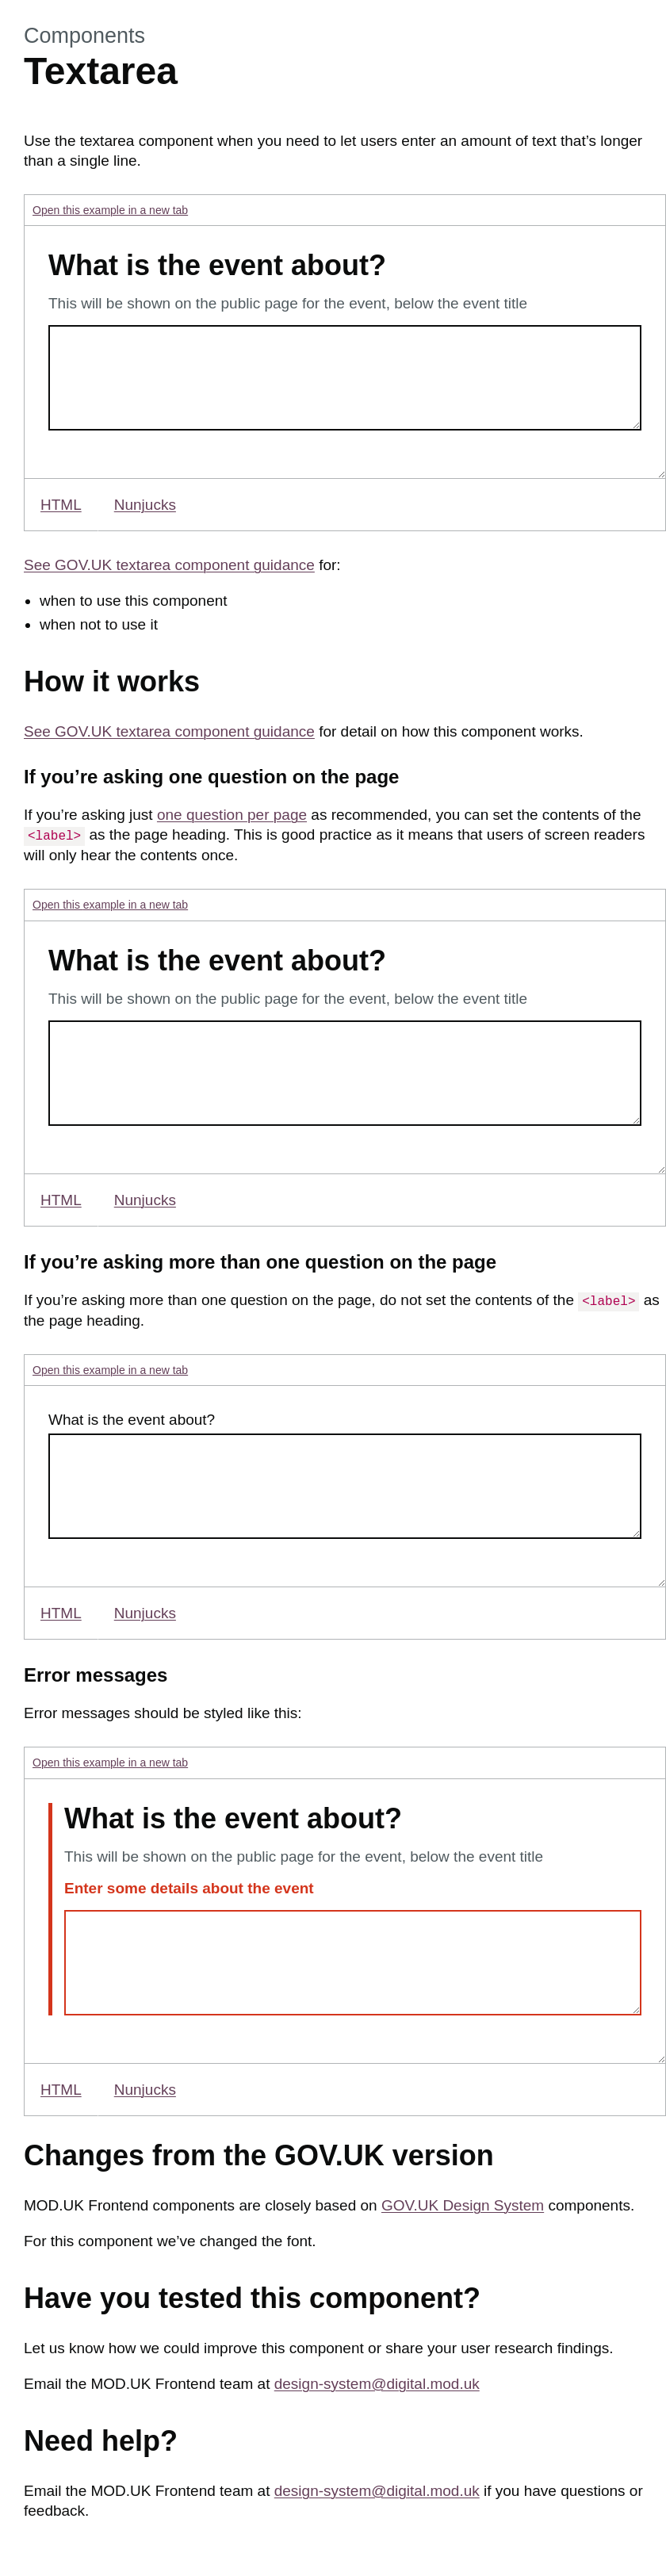 Components
Textarea
Use the textarea component when you need to let users enter an amount of text that’s longer
than a single line.
Open this example in a new tab
What is the event about?
This will be shown on the public page for the event, below the event title
HTML Nunjucks
See GOV.UK textarea component guidance for:
• when to use this component
• when not to use it
How it works
See GOV.UK textarea component guidance for detail on how this component works.
If you’re asking one question on the page
If you’re asking just one question per page as recommended, you can set the contents of the
<label> as the page heading. This is good practice as it means that users of screen readers
will only hear the contents once.
Open this example in a new tab
What is the event about?
This will be shown on the public page for the event, below the event title
HTML Nunjucks
If you’re asking more than one question on the page
If you’re asking more than one question on the page, do not set the contents of the <label> as
the page heading.
Open this example in a new tab
What is the event about?
HTML Nunjucks
Error messages
Error messages should be styled like this:
Open this example in a new tab
What is the event about?
This will be shown on the public page for the event, below the event title
Enter some details about the event
HTML Nunjucks
Changes from the GOV.UK version
MOD.UK Frontend components are closely based on GOV.UK Design System components.
For this component we’ve changed the font.
Have you tested this component?
Let us know how we could improve this component or share your user research findings.
Email the MOD.UK Frontend team at design-system@digital.mod.uk
Need help?
Email the MOD.UK Frontend team at design-system@digital.mod.uk if you have questions or
feedback.